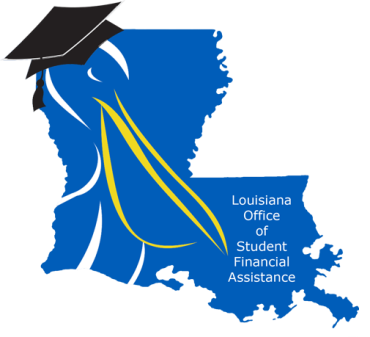 Louisiana
Office
of
Student
Financial
Assistance